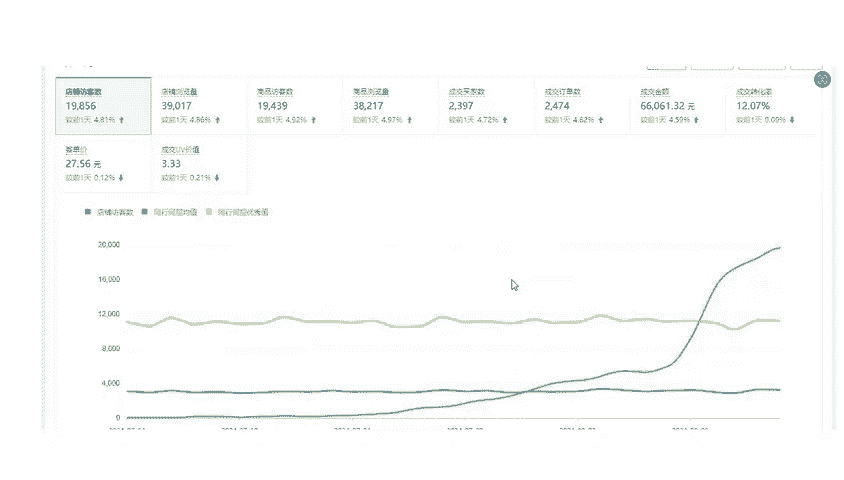 店铺访客数 店铺浏览量 商品访客数 商品浏览量 成交买家数 成交订单数 成交金额 成交转化率
19,856 39,017 19,439 38,217 2,397 2,474 66,061.32 元 12.07%
较前1天 4.81% 较前1天 4.86% 较前1天 4.92% 较前1天 4.97% 较前1天 4.72% 较前1天 4.62% 较前1天 4.59% 较前1天
客单价 成交UV价值
27.56 元 3.33
较前1天 0.12% 较前1天 0.21%
店铺访客数 同行同层均值 同行同层优秀值
20,000
16,000
12,000
8,000
4,000
0